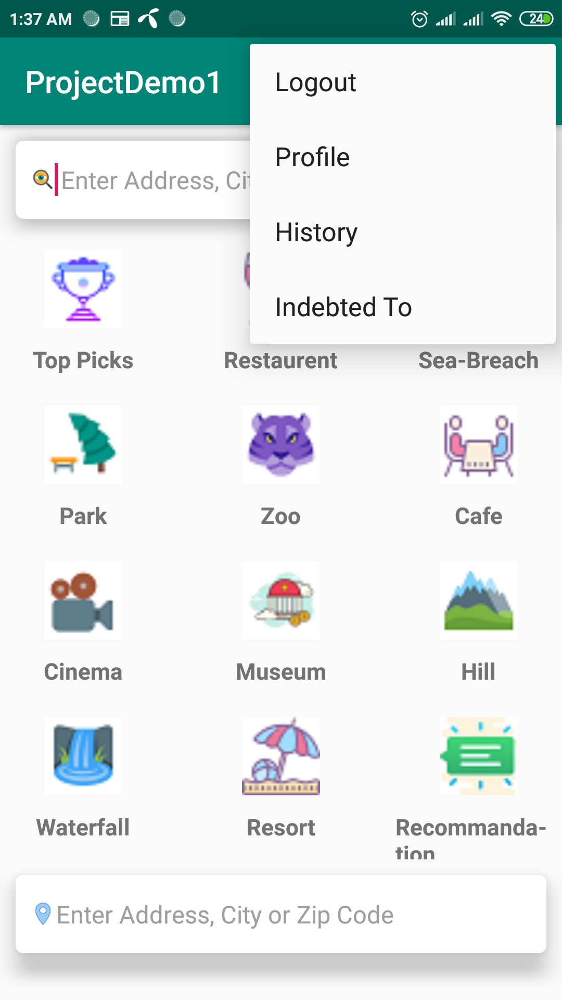 1:37 AM
24
ProjectDemo1
Logout
Profile
History
Indebted To
Enter Address, Cit
Top Picks
Restaurent
Sea-Breach
Park
Zoo
Cafe
Cinema
Museum
Hill
Waterfall
Resort
Recommanda-
tion
Enter Address, City or Zip Code